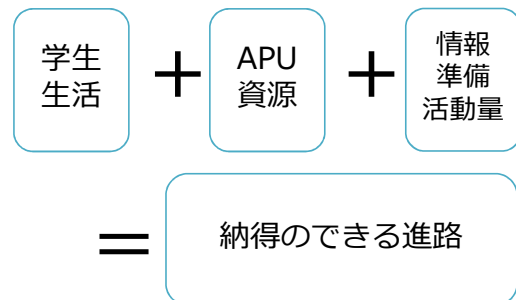 学生
生活
+
APU
資源
+
情報
準備
活動量
=
納得のできる進路